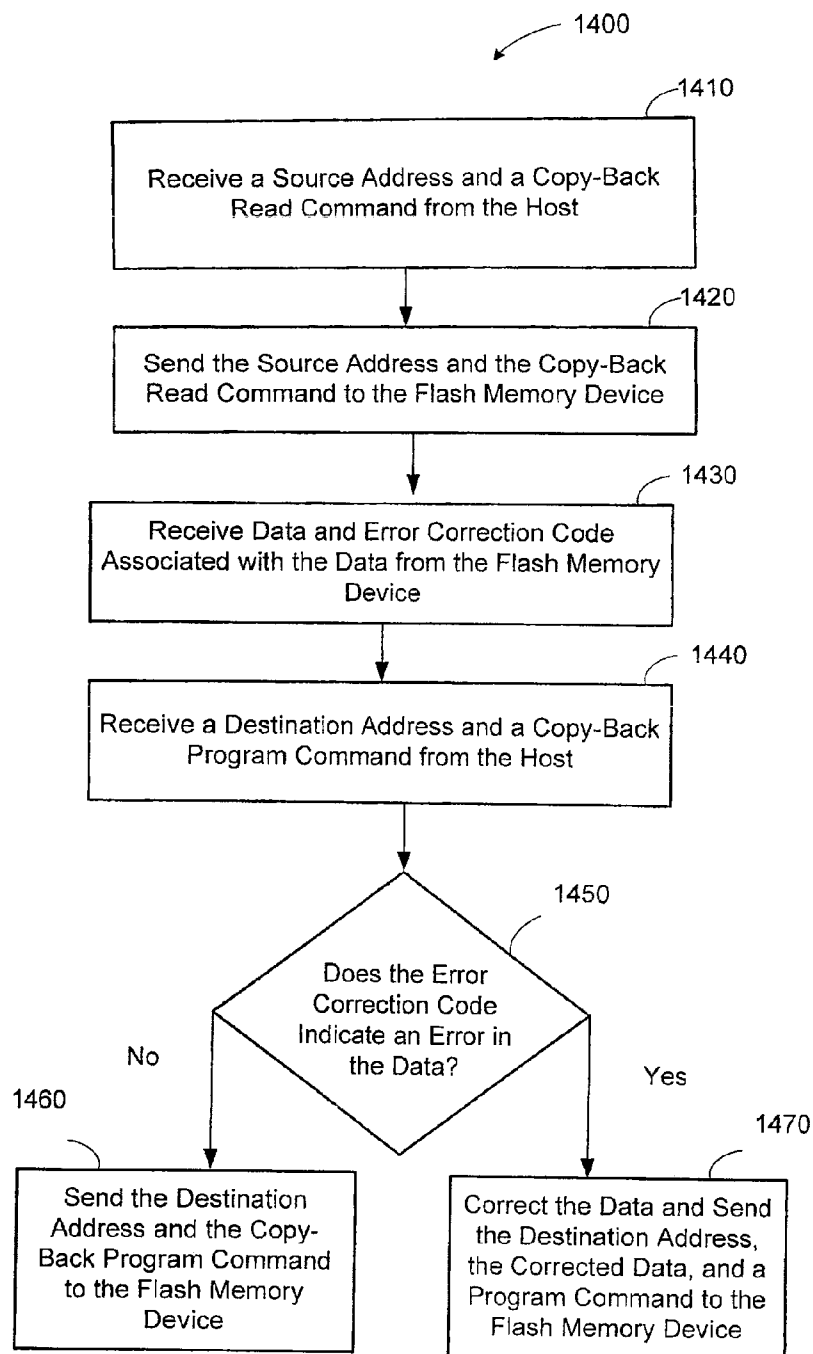 1400
1410
Receive a Source Address and a Copy-Back
Read Command from the Host
1420
Send the Source Address and the Copy-Back
Read Command to the Flash Memory Device
1430
Receive Data and Error Correction Code
Associated with the Data from the Flash Memory
Device
1440
Receive a Destination Address and a Copy-Back
Program Command from the Host
1450
Does the Error
Correction Code
Indicate an Error in
the Data?
No
Yes
1460
Send the Destination
Address and the Copy-
Back Program Command
to the Flash Memory
Device
1470
Correct the Data and Send
the Destination Address,
the Corrected Data, and a
Program Command to the
Flash Memory Device